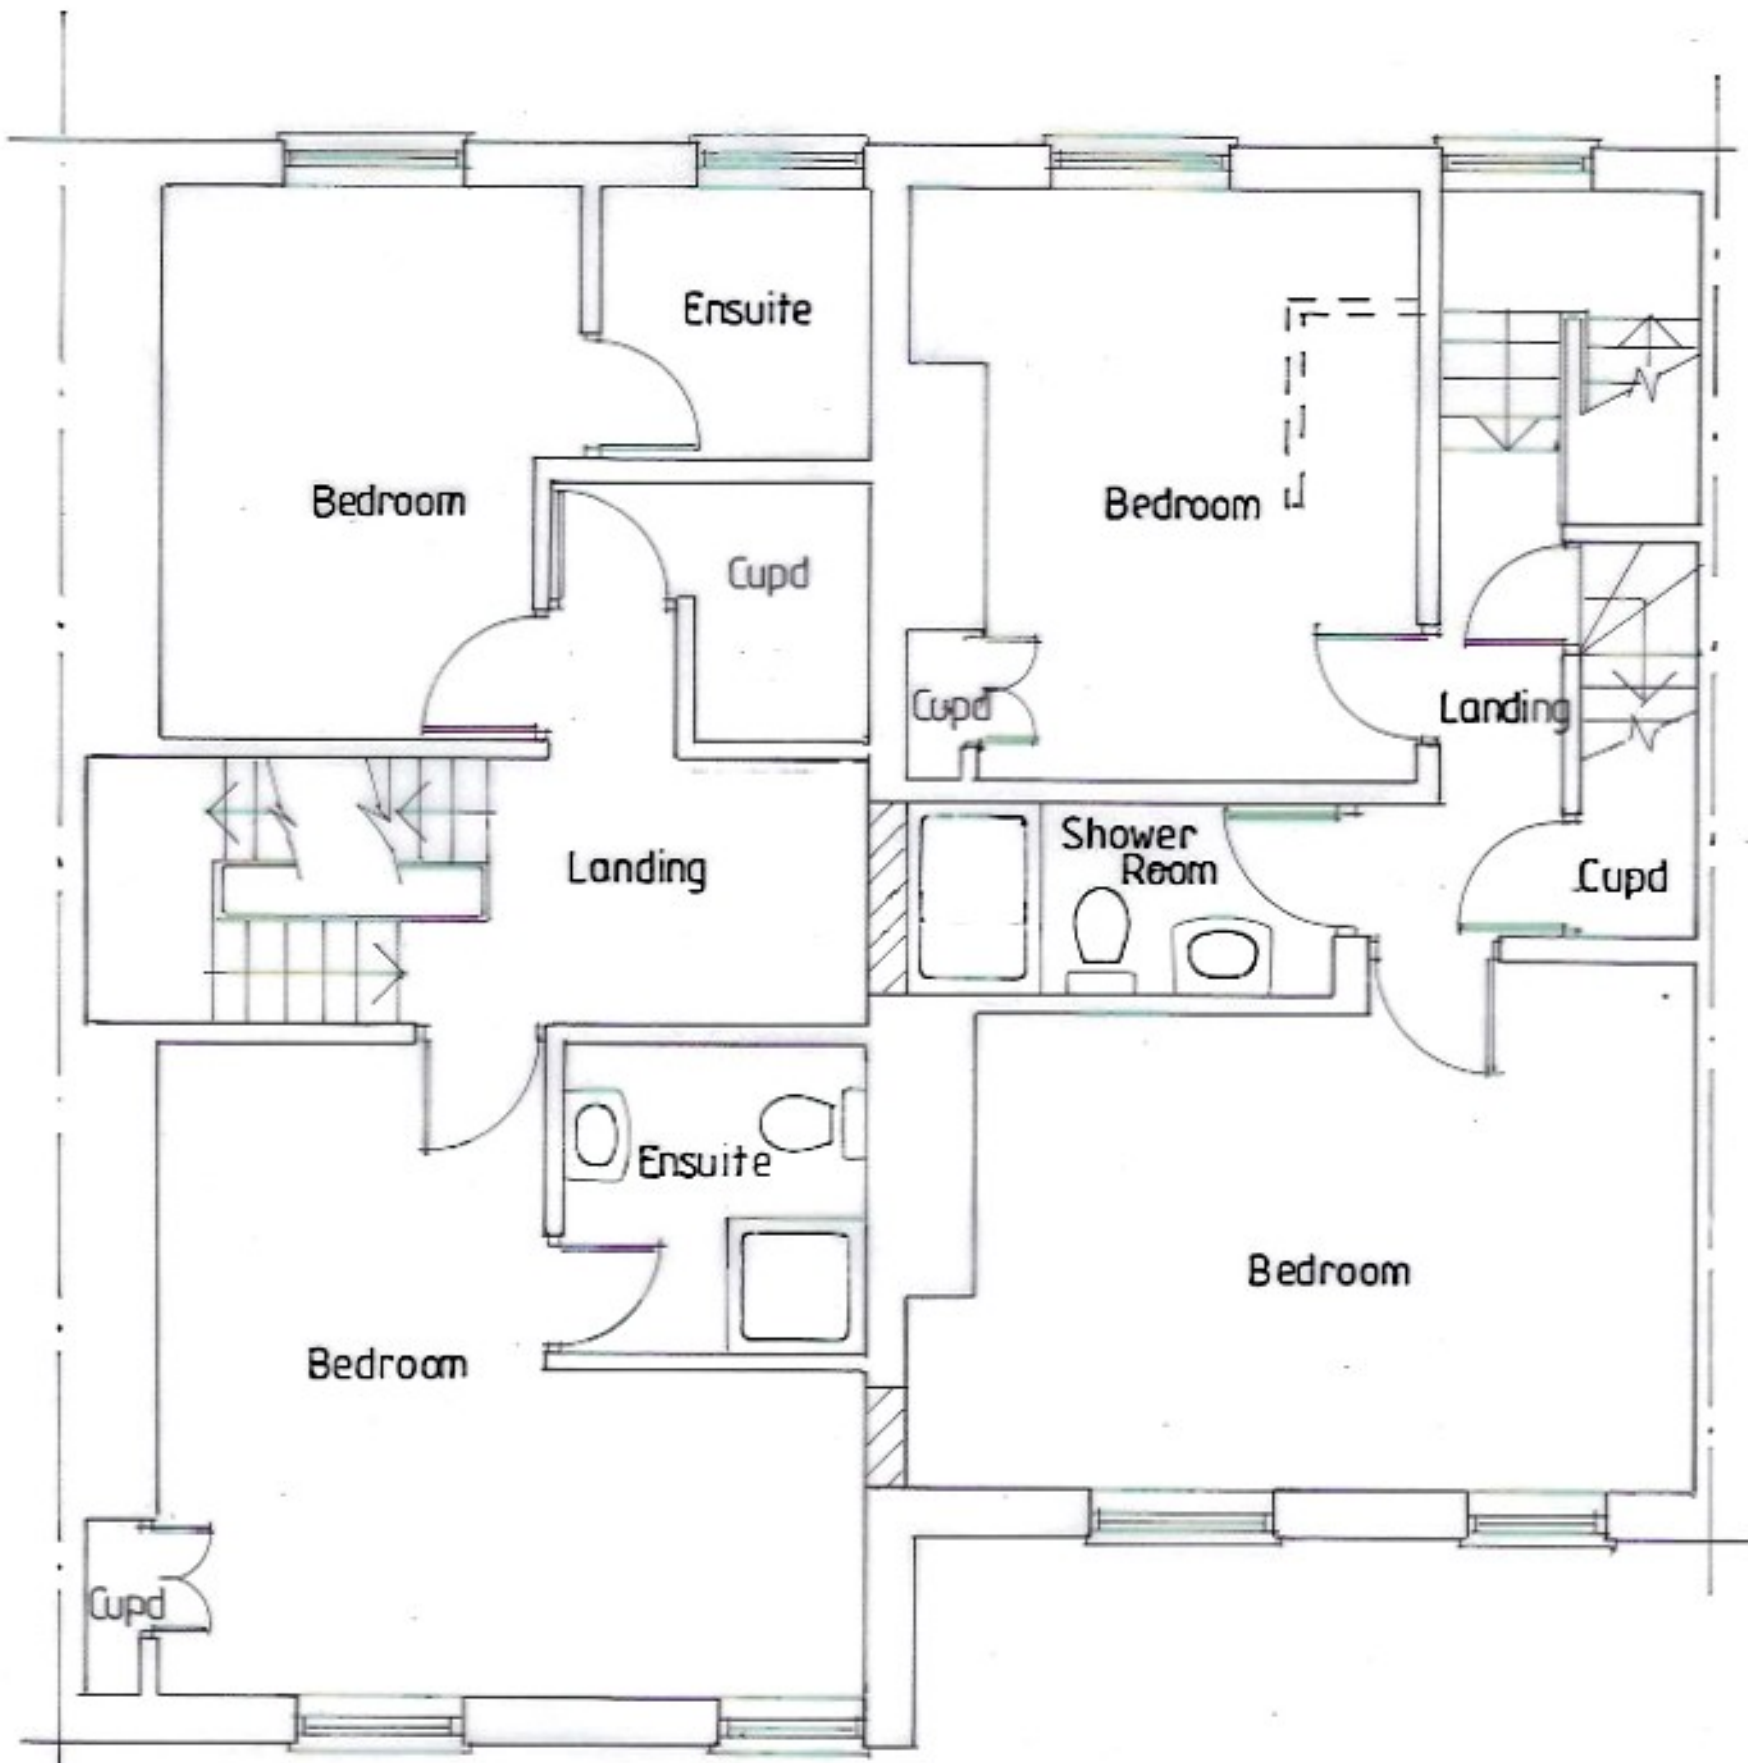 Ensuite
Bedroom
Bedroom
Cupd
Cupd
Landing
Shower
Room
Landing
Cupd
Ensuite
Bedroom
Bedroom
Cupd